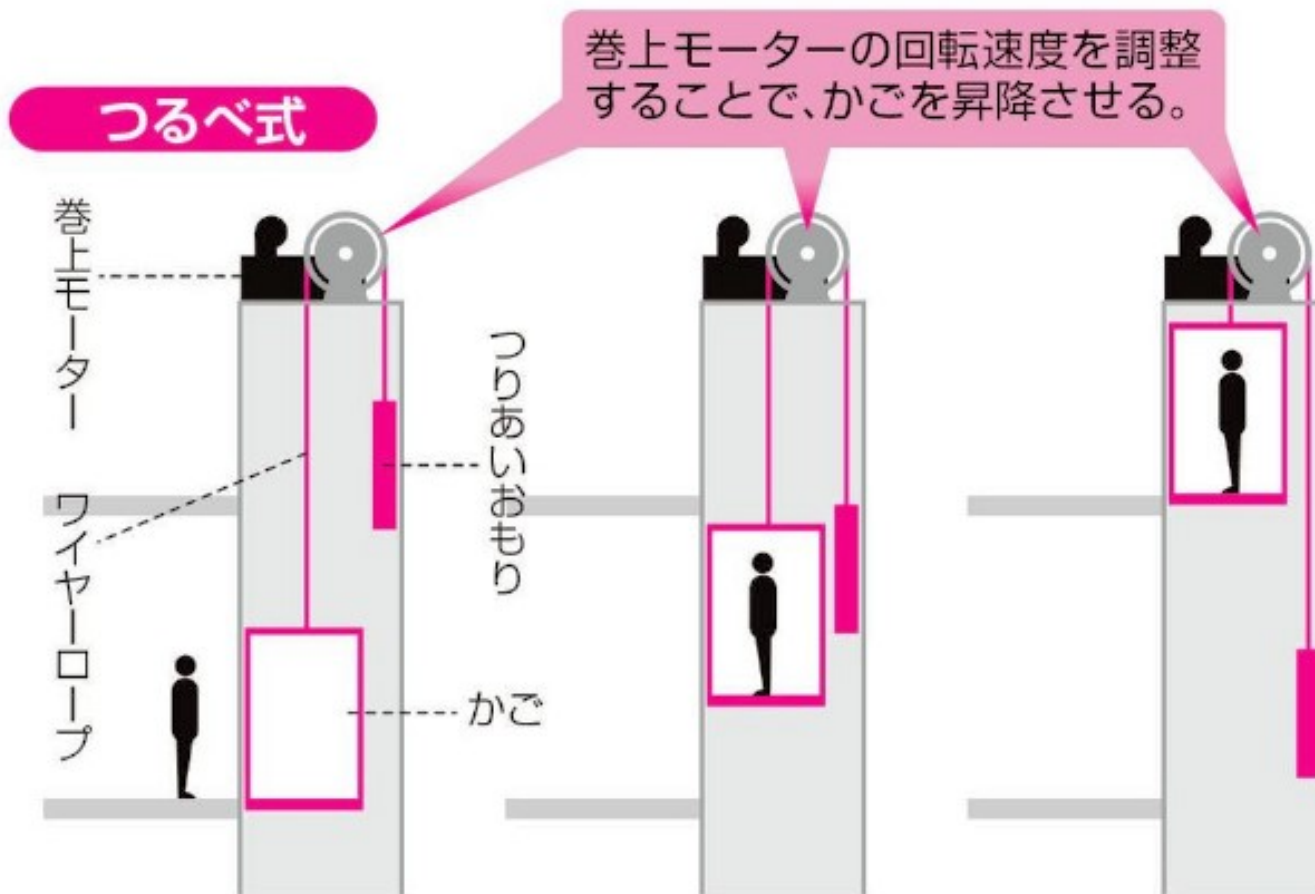 つるべ式
巻上モーターの回転速度を調整
することで、かごを昇降させる。
巻上モーター
ワイヤーロープ
つりあいおもり
かご